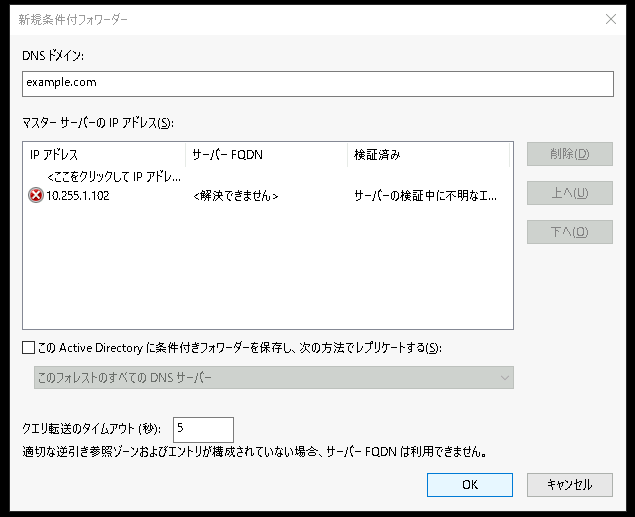 新規条件付フォワーダー
DNS ドメイン:
example.com
マスター サーバーの IP アドレス(S):
IP アドレス サーバー FQDN 検証済み
<ここをクリックして IP アドレ...
10.255.1.102 <解決できません> サーバーの検証中に不明なエ...
削除(D)
上へ(U)
下へ(O)
この Active Directory に条件付きフォワーダーを保存し、次の方法でレプリケートする(S):
このフォレストのすべての DNS サーバー
クエリ転送のタイムアウト (秒): 5
適切な逆引き参照ゾーンおよびエントリが構成されていない場合、サーバー FQDN は利用できません。
OK キャンセル